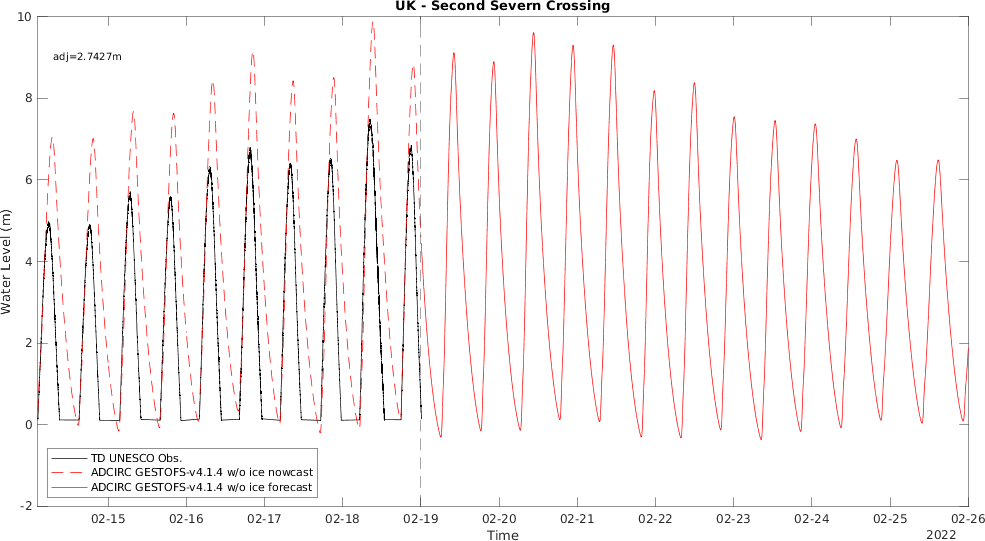 UK - Second Severn Crossing
10
adj=2.7427m
8
6
4
2
0
-2
Water Level (m)
TD UNESCO Obs.
ADCIRC GESTOFS-v4.1.4 w/o ice nowcast
ADCIRC GESTOFS-v4.1.4 w/o ice forecast
02-15 02-16 02-17 02-18 02-19 02-20 02-21 02-22 02-23 02-24 02-25 02-26
Time
2022